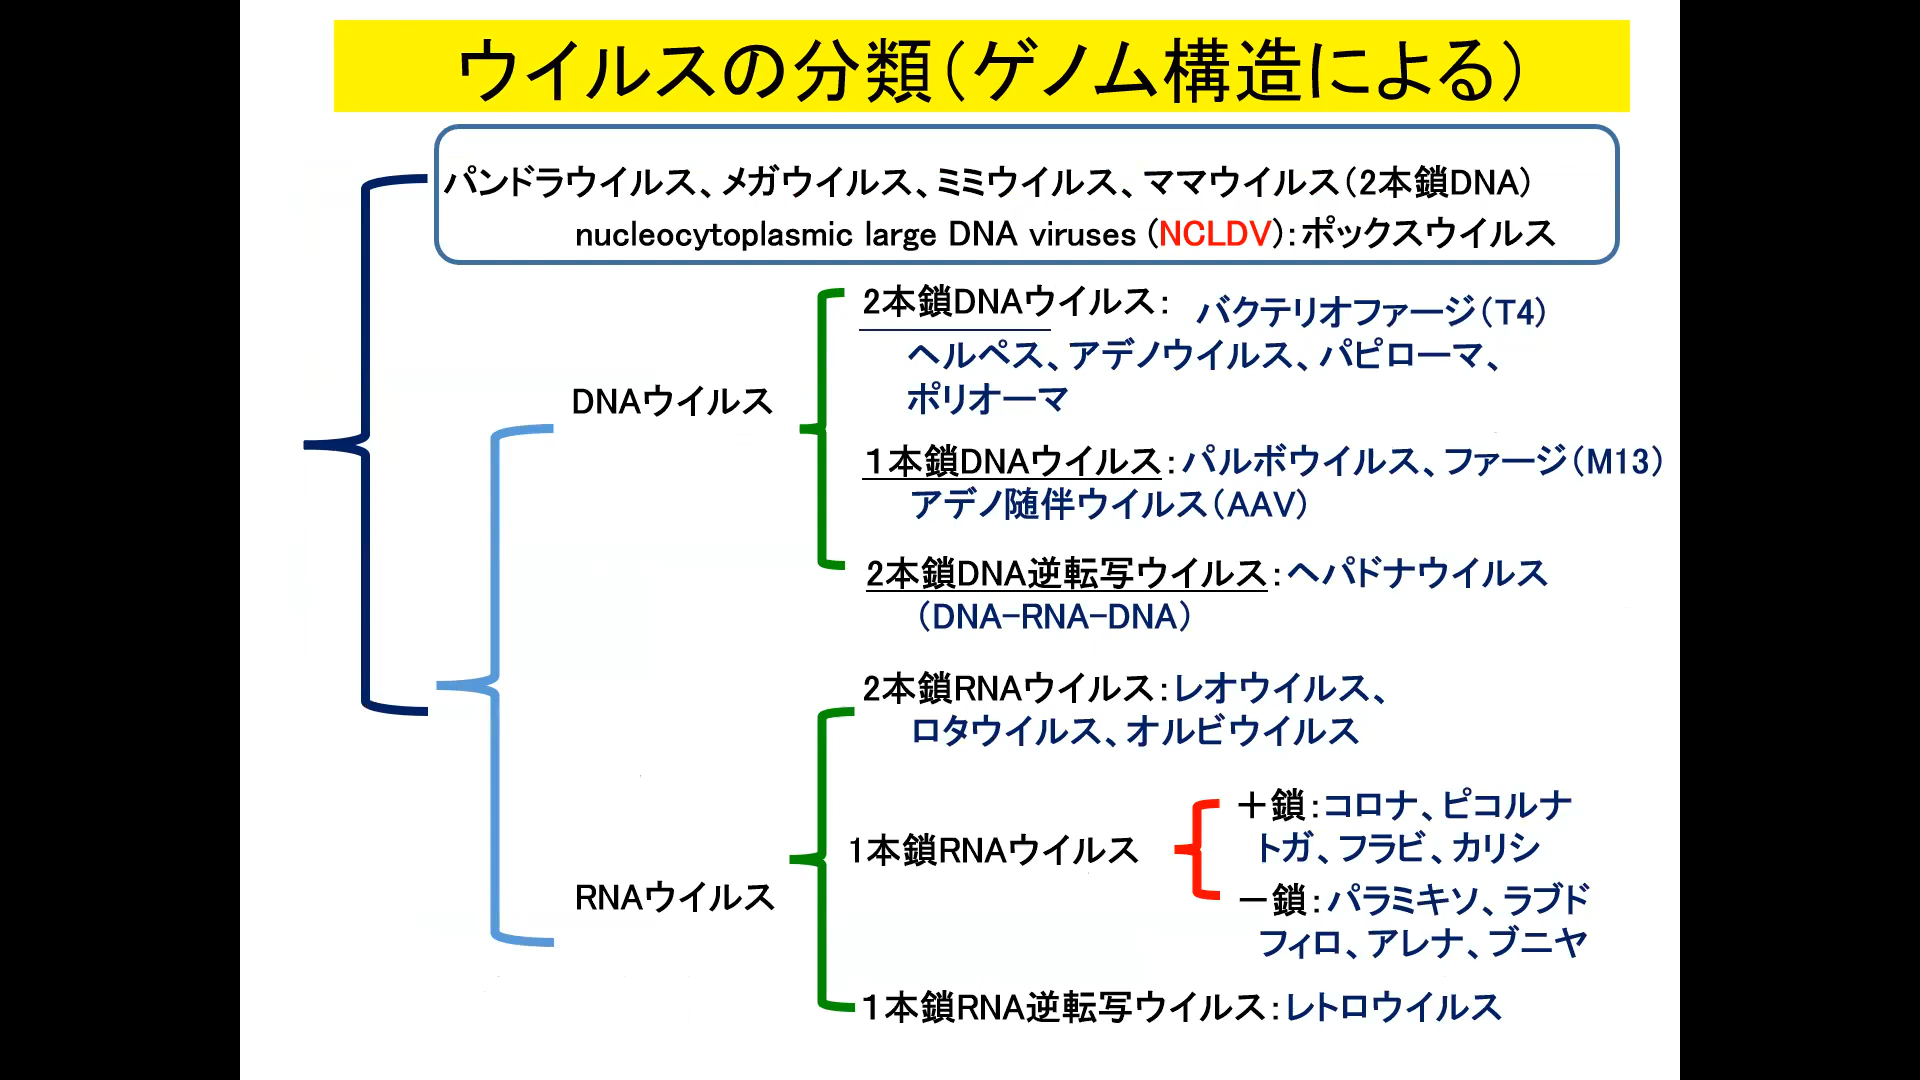 ウイルスの分類（ゲノム構造による）
パンドラウイルス、メガウイルス、ミミウイルス、ママウイルス（2本鎖DNA）
nucleocytoplasmic large DNA viruses (NCLDV)：ポックスウイルス
DNAウイルス
2本鎖DNAウイルス： バクテリオファージ（T4）
ヘルペス、アデノウイルス、パピローマ、
ポリオーマ
１本鎖DNAウイルス：パルボウイルス、ファージ（M13）
アデノ随伴ウイルス（AAV）
2本鎖DNA逆転写ウイルス：ヘパドナウイルス
（DNA−RNA−DNA）
RNAウイルス
2本鎖RNAウイルス：レオウイルス、
ロタウイルス、オルビウイルス
1本鎖RNAウイルス
＋鎖：コロナ、ピコルナ
トガ、フラビ、カリシ
－鎖：パラミキソ、ラブド
フィロ、アレナ、ブニヤ
１本鎖RNA逆転写ウイルス：レトロウイルス